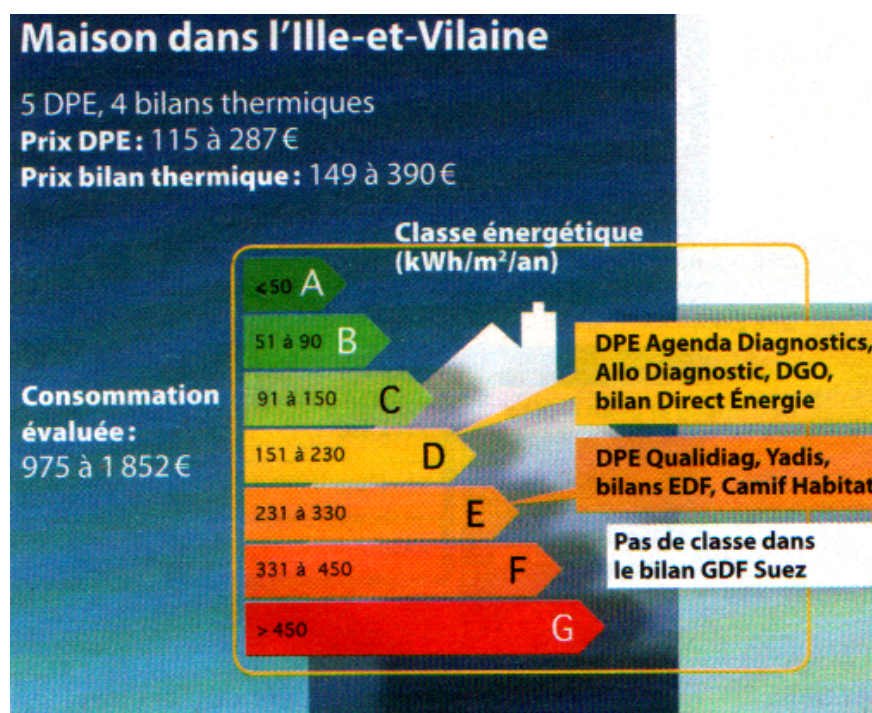 Maison dans l'Ille-et-Vilaine
5 DPE, 4 bilans thermiques
Prix DPE : 115 à 287 €
Prix bilan thermique : 149 à 390 €
Classe énergétique
(kWh/m²/an)
<50 A
51 à 90 B
91 à 150 C
151 à 230 D
231 à 330 E
331 à 450 F
> 450 G
Consommation
évaluée :
975 à 1 852 €
DPE Agenda Diagnostics,
Allo Diagnostic, DGO,
bilan Direct Énergie
DPE Qualidiag, Yadis,
bilans EDF, Camif Habitat
Pas de classe dans
le bilan GDF Suez